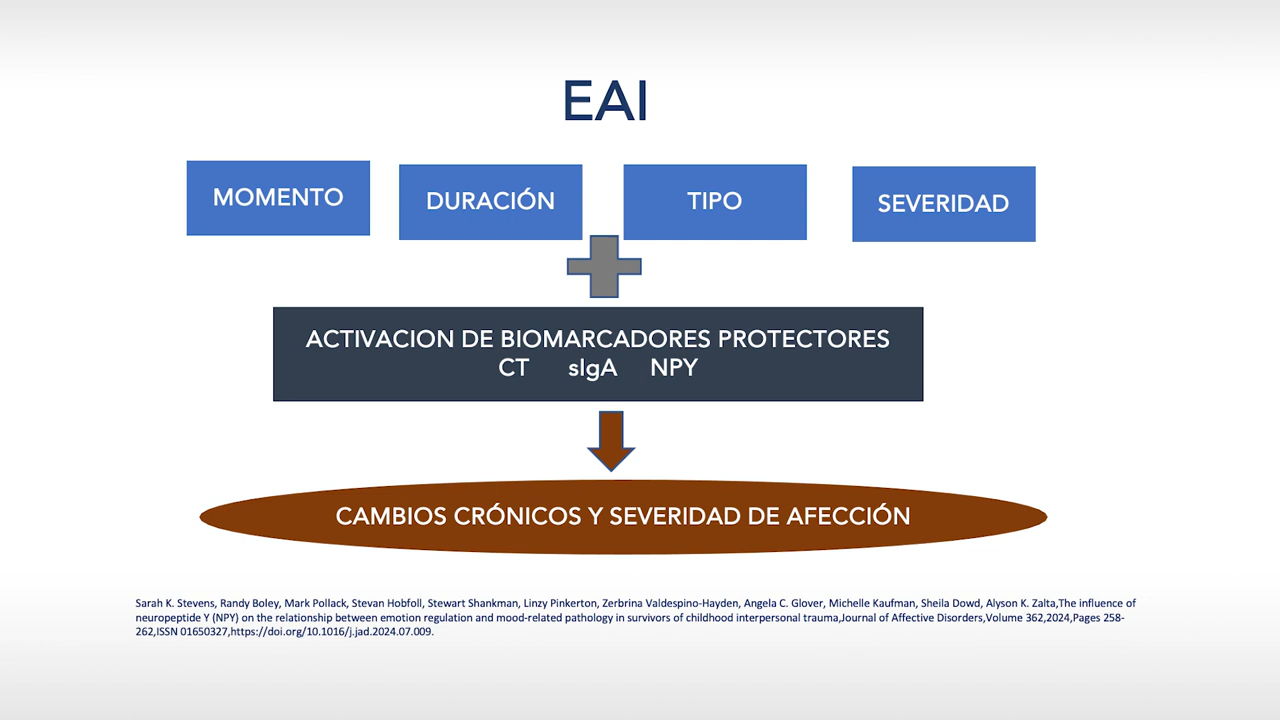 EAI
MOMENTO
DURACIÓN
TIPO
SEVERIDAD
ACTIVACION DE BIOMARCADORES PROTECTORES
CT sIgA NPY
CAMBIOS CRÓNICOS Y SEVERIDAD DE AFECCIÓN
Sarah K. Stevens, Randy Boley, Mark Pollack, Stevan Hobfoll, Stewart Shankman, Linzy Pinkerton, Zerbrina Valdespino-Hayden, Angela C. Glover, Michelle Kaufman, Sheila Dowd, Alyson K. Zalta,The influence of
neuropeptide Y (NPY) on the relationship between emotion regulation and mood-related pathology in survivors of childhood interpersonal trauma,Journal of Affective Disorders,Volume 362,2024,Pages 258-
262,ISSN 01650327,https://doi.org/10.1016/j.jad.2024.07.009.